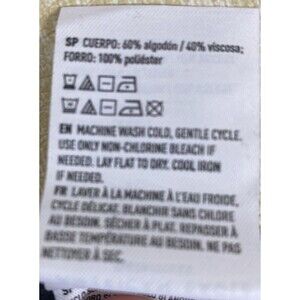 SP CUERPO: 60% algodón / 40% viscosa;
FORRO: 100% poliéster
EN MACHINE WASH COLD, GENTLE CYCLE.
USE ONLY NON-CHLORINE BLEACH IF
NEEDED. LAY FLAT TO DRY. COOL IRON
IF NEEDED.
FR LAVER À LA MACHINE À L'EAU FROIDE,
CYCLE DÉLICAT. BLANCHIR SANS CHLORE
AU BESOIN. SÉCHER À PLAT. REPASSER À
BASSE TEMPÉRATURE AU BESOIN. NE PAS
NETTOYER À SEC.
SP